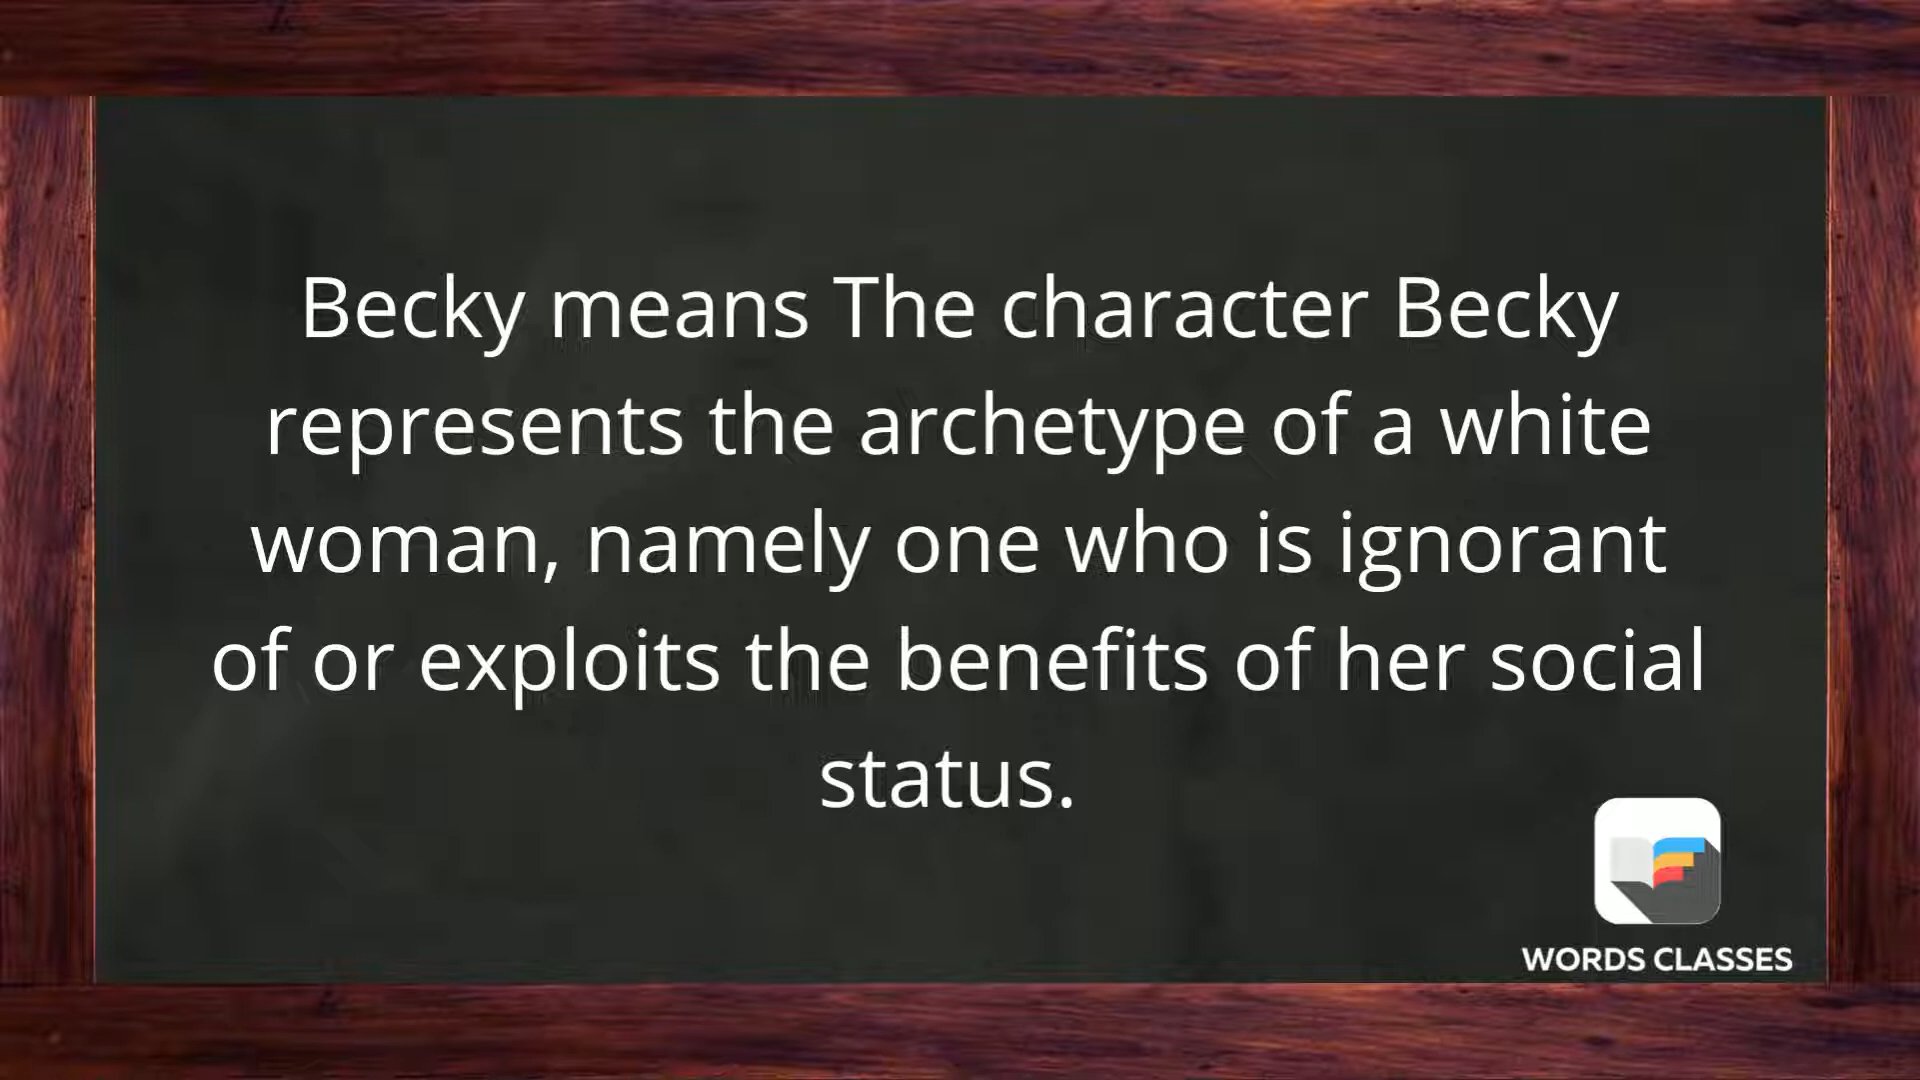 Becky means The character Becky
represents the archetype of a white
woman, namely one who is ignorant
of or exploits the benefits of her social
status.
WORDS CLASSES